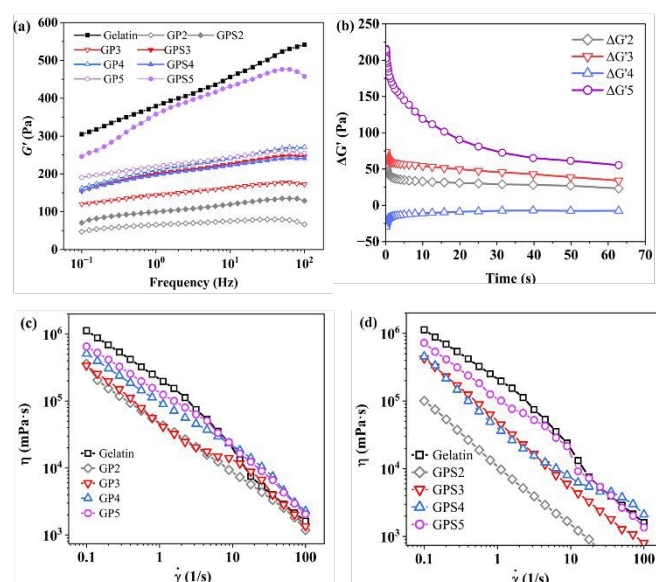 (a)
Gelatin GP2 GPS2
GP3 GPS3
GP4 GPS4
GP5 GPS5
600
500
400
300
200
100
0
G′ (Pa)
10⁻¹ 10⁰ 10¹ 10²
Frequency (Hz)
(b)
ΔG'2
ΔG'3
ΔG'4
ΔG'5
250
200
150
100
50
0
−50
ΔG′ (Pa)
0 10 20 30 40 50 60 70
Time (s)
(c)
10⁶
10⁵
10⁴
10³
η (mPa·s)
Gelatin
GP2
GP3
GP4
GP5
0.1 1 10 100
γ̇ (1/s)
(d)
10⁶
10⁵
10⁴
10³
η (mPa·s)
Gelatin
GPS2
GPS3
GPS4
GPS5
0.1 1 10 100
γ̇ (1/s)